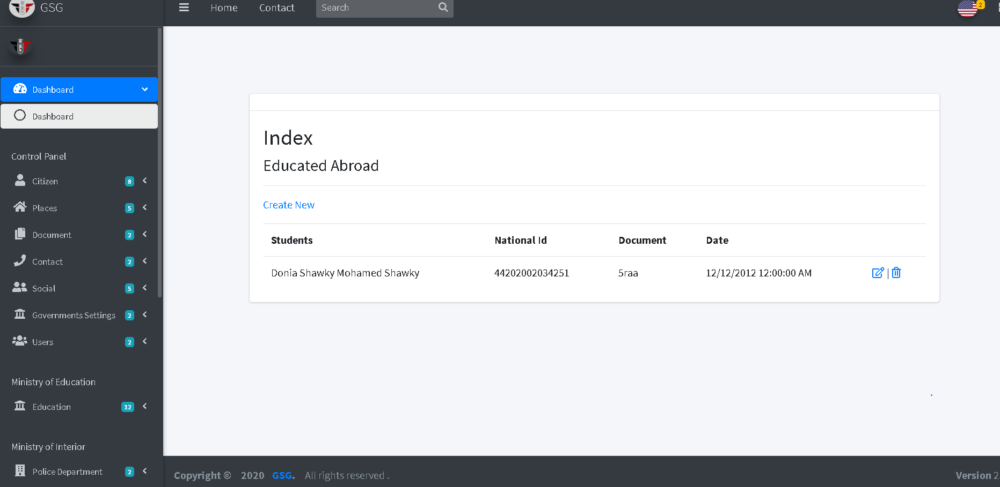 GSG
Home
Contact
Search
2
Dashboard
Dashboard
Control Panel
Citizen 8
Places 5
Document 2
Contact 2
Social 5
Governments Settings 2
Users 2
Ministry of Education
Education 12
Ministry of Interior
Police Department 2
Index
Educated Abroad
Create New
Students National Id Document Date
Donia Shawky Mohamed Shawky 44202002034251 5raa 12/12/2012 12:00:00 AM |
Copyright © 2020 GSG. All rights reserved .
Version 2